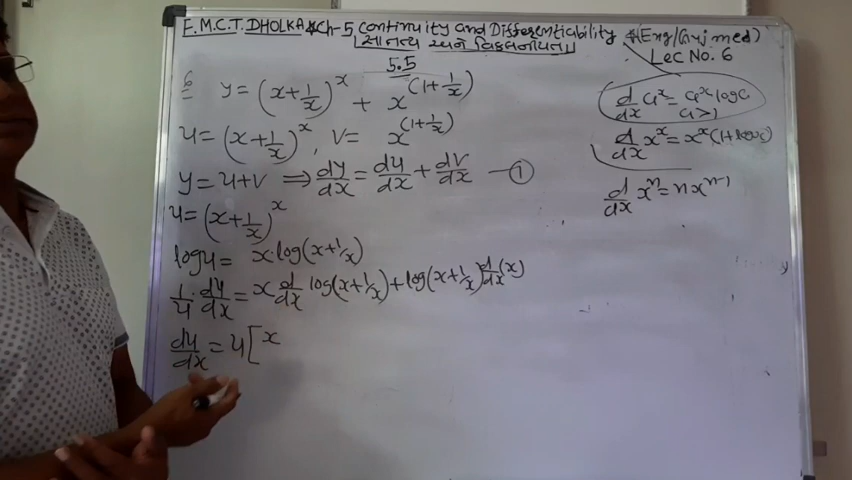 F.M.C.T. DHOLKA Ch-5 Continuity and Differentiability (Eng/Guj med)
સાતત્ય અને વિકલનીયતા
Lec No. 6
5.5
6 y = (x+1/x)^x + x^(1+1/x)
u = (x+1/x)^x, v = x^(1+1/x)
y = u+v ⇒ dy/dx = du/dx + dv/dx —①
u = (x+1/x)^x
log u = x·log(x+1/x)
1/u · du/dx = x d/dx log(x+1/x) + log(x+1/x) d/dx (x)
du/dx = u[ x
d/dx a^x = a^x log a
a>1
d/dx x^x = x^x (1+log x)
d/dx x^n = n x^(n-1)